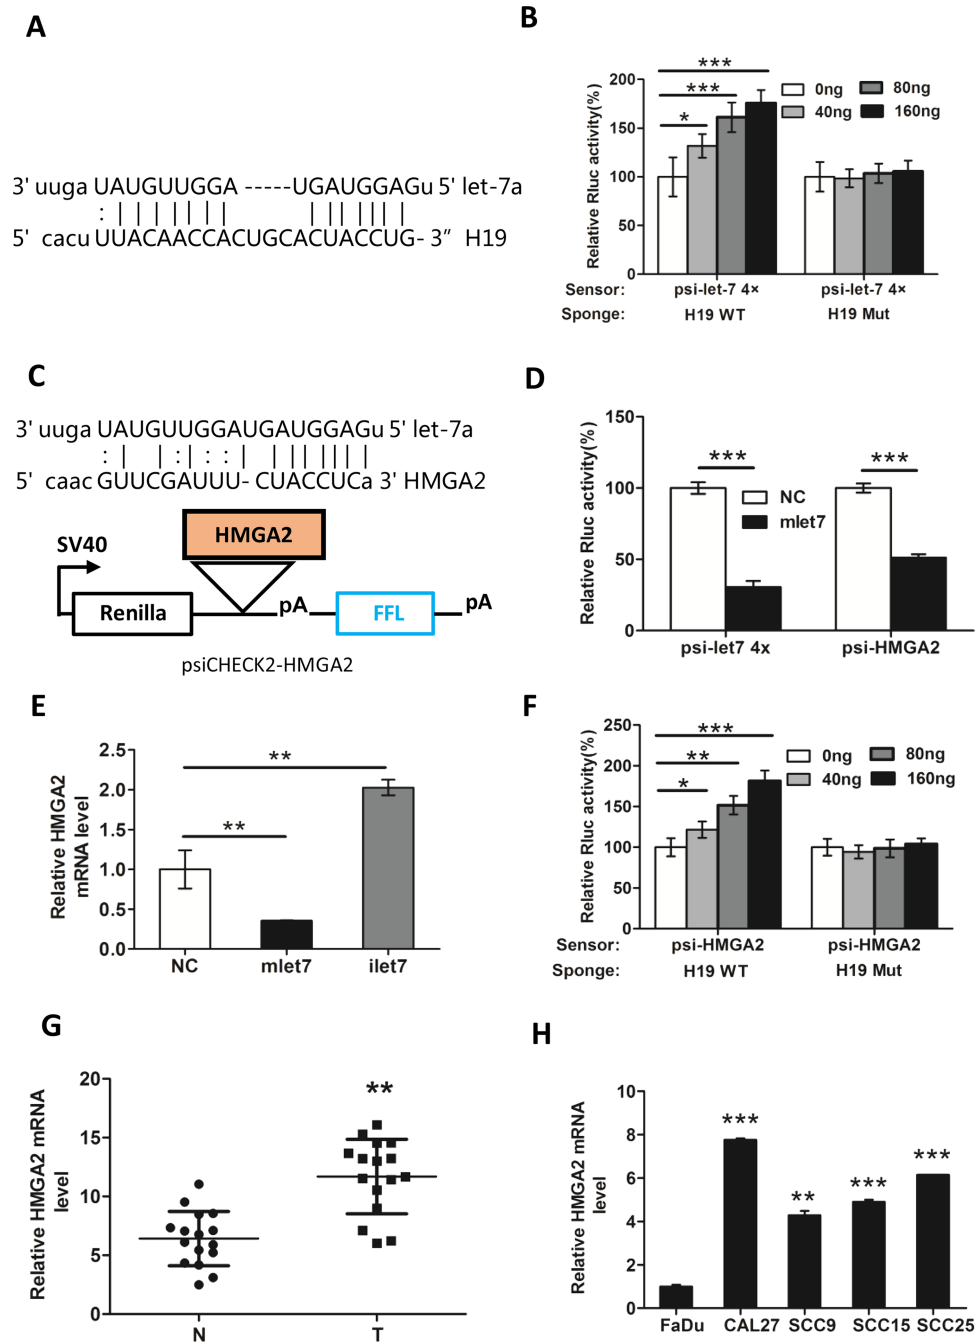 A
3' uuga UAUGUUGGA -----UGAUGGAGu 5' let-7a
: | | | | | | | | | | | | | |
5' cacu UUACAACCACUGCACUACCUG- 3" H19
B
Relative Rluc activity(%)
200
150
100
50
0
***
***
*
0ng
80ng
40ng
160ng
Sensor: psi-let-7 4× psi-let-7 4×
Sponge: H19 WT H19 Mut
C
3' uuga UAUGUUGGAUGAUGGAGu 5' let-7a
: | | : | : : | | | | | | | |
5' caac GUUCGAUUU- CUACCUCa 3' HMGA2
SV40
HMGA2
Renilla
pA
FFL
pA
psiCHECK2-HMGA2
D
Relative Rluc activity(%)
150
100
50
0
***
***
NC
mlet7
psi-let7 4x psi-HMGA2
E
Relative HMGA2
mRNA level
2.5
2.0
1.5
1.0
0.5
0.0
**
**
NC mlet7 ilet7
F
Relative Rluc activity(%)
250
200
150
100
50
0
***
**
*
0ng
80ng
40ng
160ng
Sensor: psi-HMGA2 psi-HMGA2
Sponge: H19 WT H19 Mut
G
Relative HMGA2 mRNA
level
20
15
10
5
0
**
N T
H
Relative HMGA2 mRNA
level
10
8
6
4
2
0
***
**
***
***
FaDu CAL27 SCC9 SCC15 SCC25